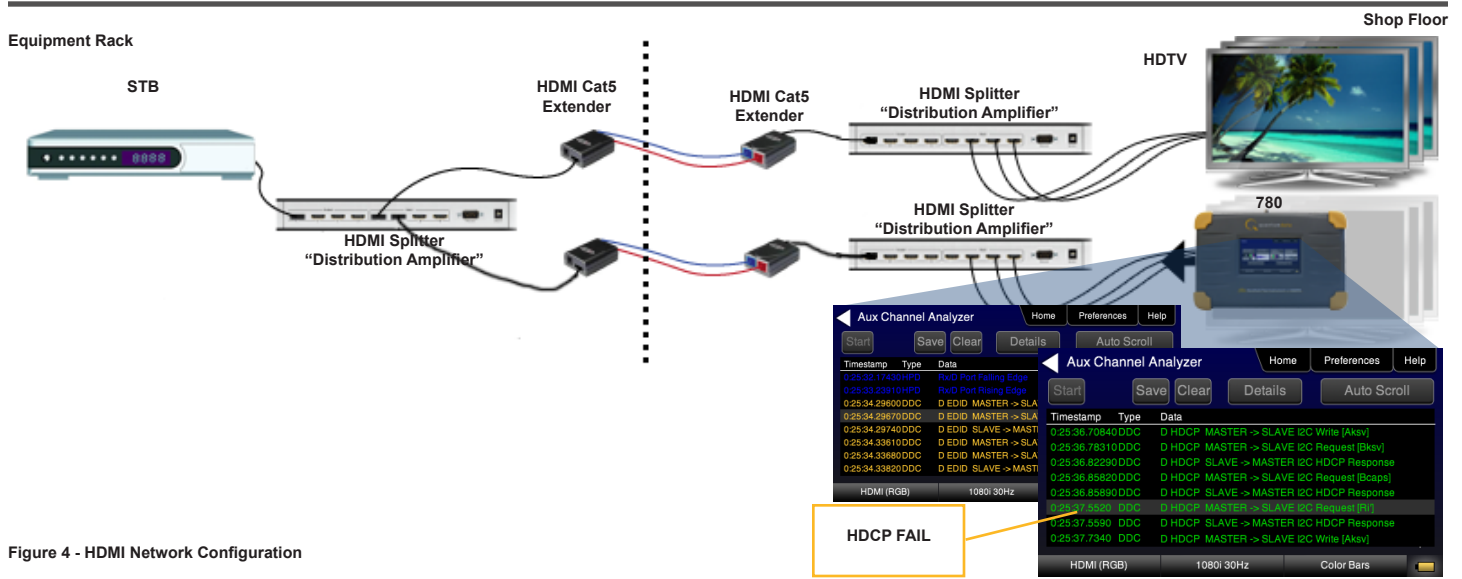 Shop Floor
Equipment Rack
STB
HDMI Cat5
Extender
HDMI Cat5
Extender
HDMI Splitter
“Distribution Amplifier”
HDTV
8888
HDMI Splitter
“Distribution Amplifier”
HDMI Splitter
“Distribution Amplifier”
780
Aux Channel Analyzer
Home
Preferences
Help
Start
Save
Clear
Details
Auto Scroll
Timestamp Type Data
0:25:34.29600 DDC D EDID MASTER -> SLA
0:25:34.29670 DDC D EDID MASTER -> SLA
0:25:34.29740 DDC D EDID SLAVE -> MAST
0:25:34.33610 DDC D EDID MASTER -> SLA
0:25:34.33680 DDC D EDID MASTER -> SLA
0:25:34.33820 DDC D EDID SLAVE -> MAST
HDMI (RGB)
1080i 30Hz
Aux Channel Analyzer
Home
Preferences
Help
Start
Save
Clear
Details
Auto Scroll
Timestamp Type Data
0:25:36.70840 DDC D HDCP MASTER -> SLAVE I2C Write [Aksv]
0:25:36.78310 DDC D HDCP MASTER -> SLAVE I2C Request [Bksv]
0:25:36.82290 DDC D HDCP SLAVE -> MASTER I2C HDCP Response
0:25:36.85820 DDC D HDCP MASTER -> SLAVE I2C Request [Bcaps]
0:25:36.85890 DDC D HDCP SLAVE -> MASTER I2C HDCP Response
0:25:37.5520 DDC D HDCP MASTER -> SLAVE I2C Request [Ri']
0:25:37.5590 DDC D HDCP SLAVE -> MASTER I2C HDCP Response
0:25:37.7340 DDC D HDCP MASTER -> SLAVE I2C Write [Aksv]
HDMI (RGB)
1080i 30Hz
Color Bars
HDCP FAIL
Figure 4 - HDMI Network Configuration